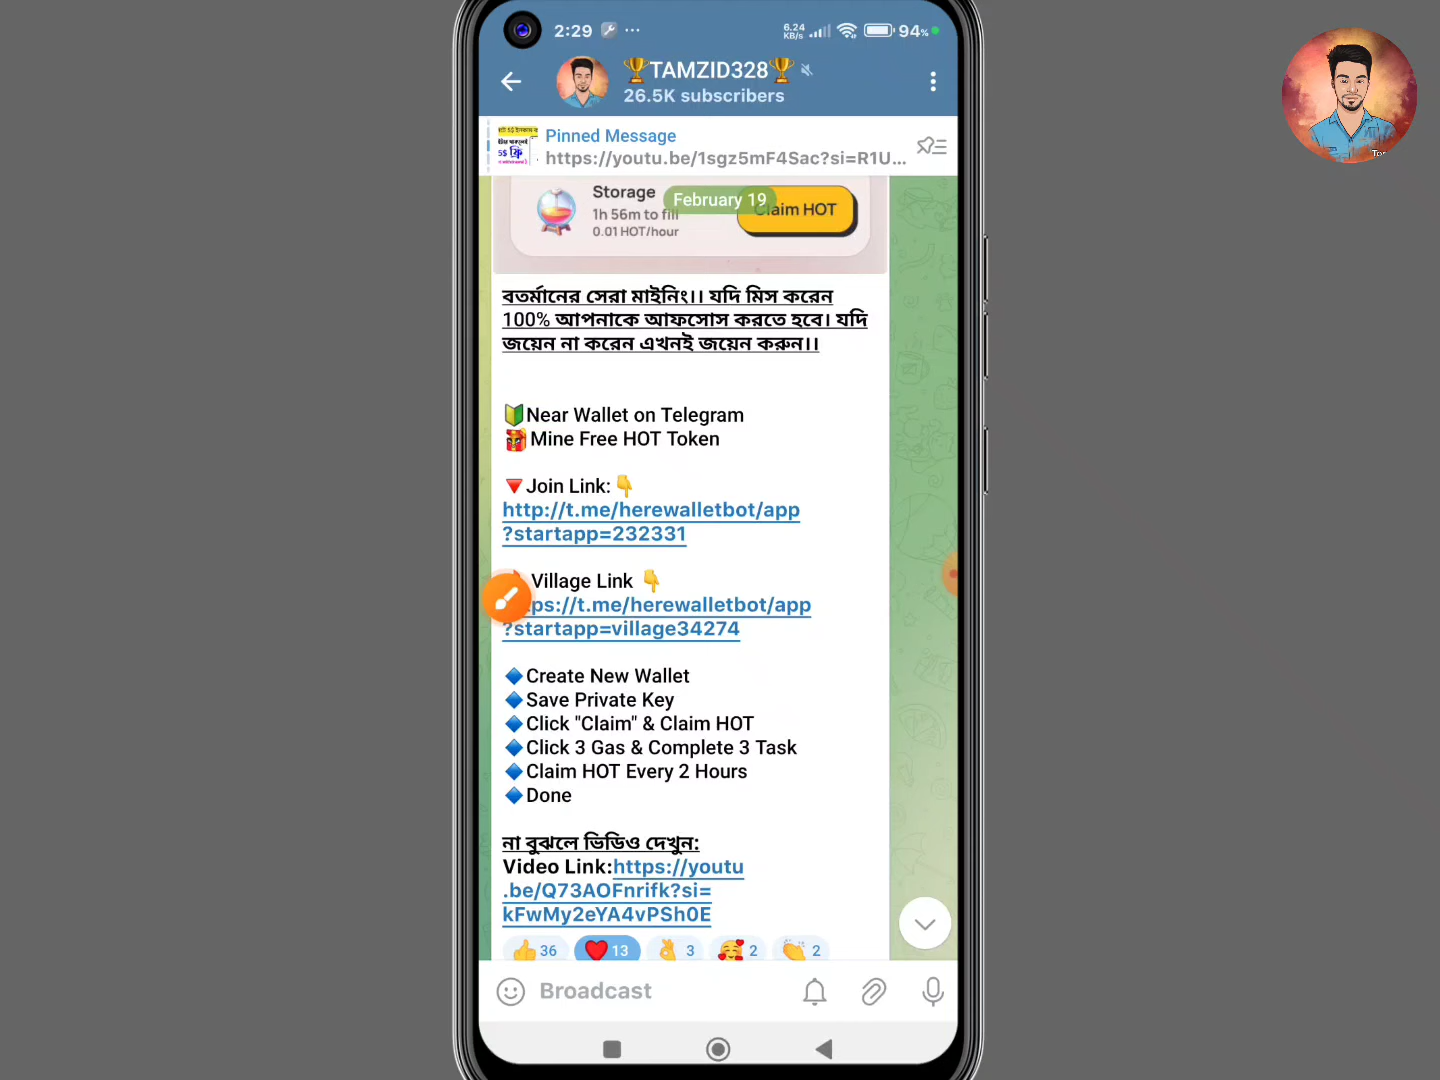 2:29 ...
6.24
KB/s
94%
🏆TAMZID328🏆
26.5K subscribers
Pinned Message
https://youtu.be/1sgz5mF4Sac?si=R1U...
Storage
1h 56m to fill
0.01 HOT/hour
February 19
Claim HOT
বতর্মানের সেরা মাইনিং।। যদি মিস করেন
100% আপনাকে আফসোস করতে হবে। যদি
জয়েন না করেন এখনই জয়েন করুন।।
🔰Near Wallet on Telegram
🎁 Mine Free HOT Token
🔻Join Link:👇
http://t.me/herewalletbot/app
?startapp=232331
Village Link 👇
ps://t.me/herewalletbot/app
?startapp=village34274
🔷Create New Wallet
🔷Save Private Key
🔷Click "Claim" & Claim HOT
🔷Click 3 Gas & Complete 3 Task
🔷Claim HOT Every 2 Hours
🔷Done
না বুঝলে ভিডিও দেখুন:
Video Link:https://youtu
.be/Q73AOFnrifk?si=
kFwMy2eYA4vPSh0E
👍 36 ❤️ 13 👌 3 🥰 2 👏 2
Broadcast